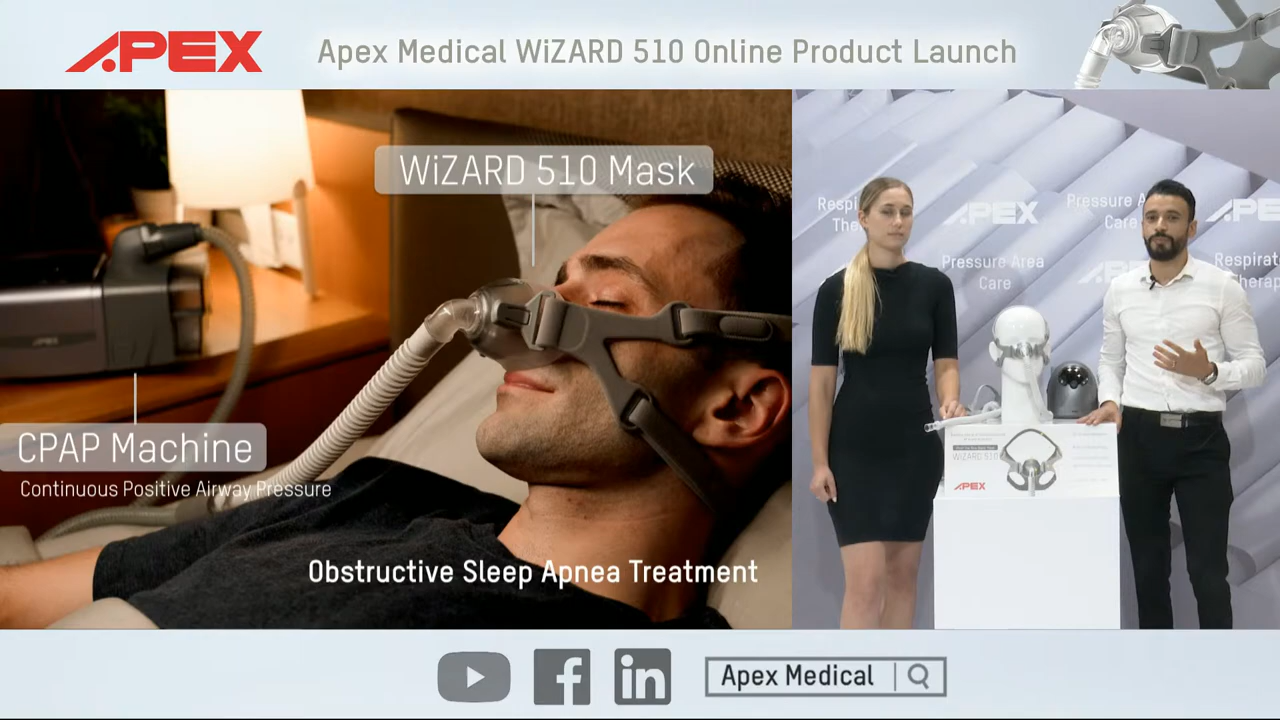 APEX
Apex Medical WiZARD 510 Online Product Launch
WiZARD 510 Mask
CPAP Machine
Continuous Positive Airway Pressure
Obstructive Sleep Apnea Treatment
APEX
Pressure
Care
APEX
Pressure Area
Care
WiZARD 510
APEX
in
Apex Medical